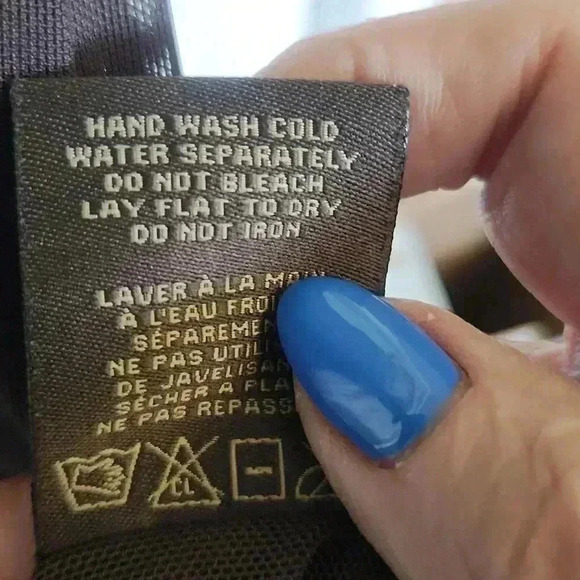 HAND WASH COLD
WATER SEPARATELY
DO NOT BLEACH
LAY FLAT TO DRY
DO NOT IRON
LAVER À LA
À L'EAU
NE PAS
DE
SÉCHER À
NE PAS
CL